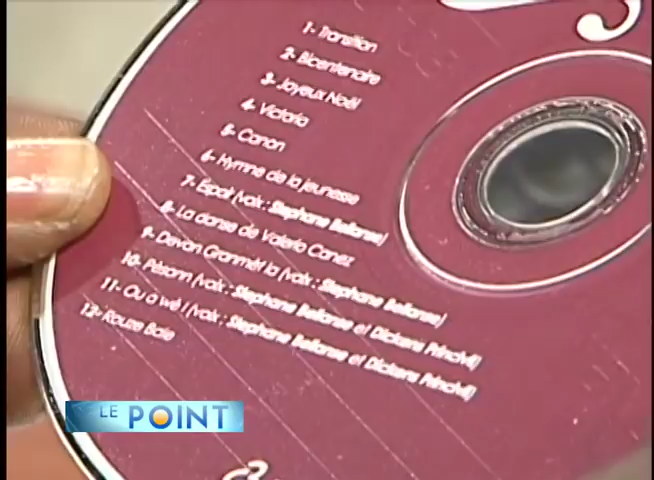 1- Transition
2- Bicentenaire
3- Joyeux Noël
4- Victoria
5- Canon
6- Hymne de la jeunesse
7- Espoir (voix : Stephane Bellanse)
8- La danse de Valerio Canez
9- Devan Granmèt la (voix : Stephane Bellanse)
10- Pèsonn (voix : Stephane Bellanse et Dickens Princivil)
11- Ou a wè ! (voix : Stephane Bellanse et Dickens Princivil)
12- Rouze Baie
LE POINT